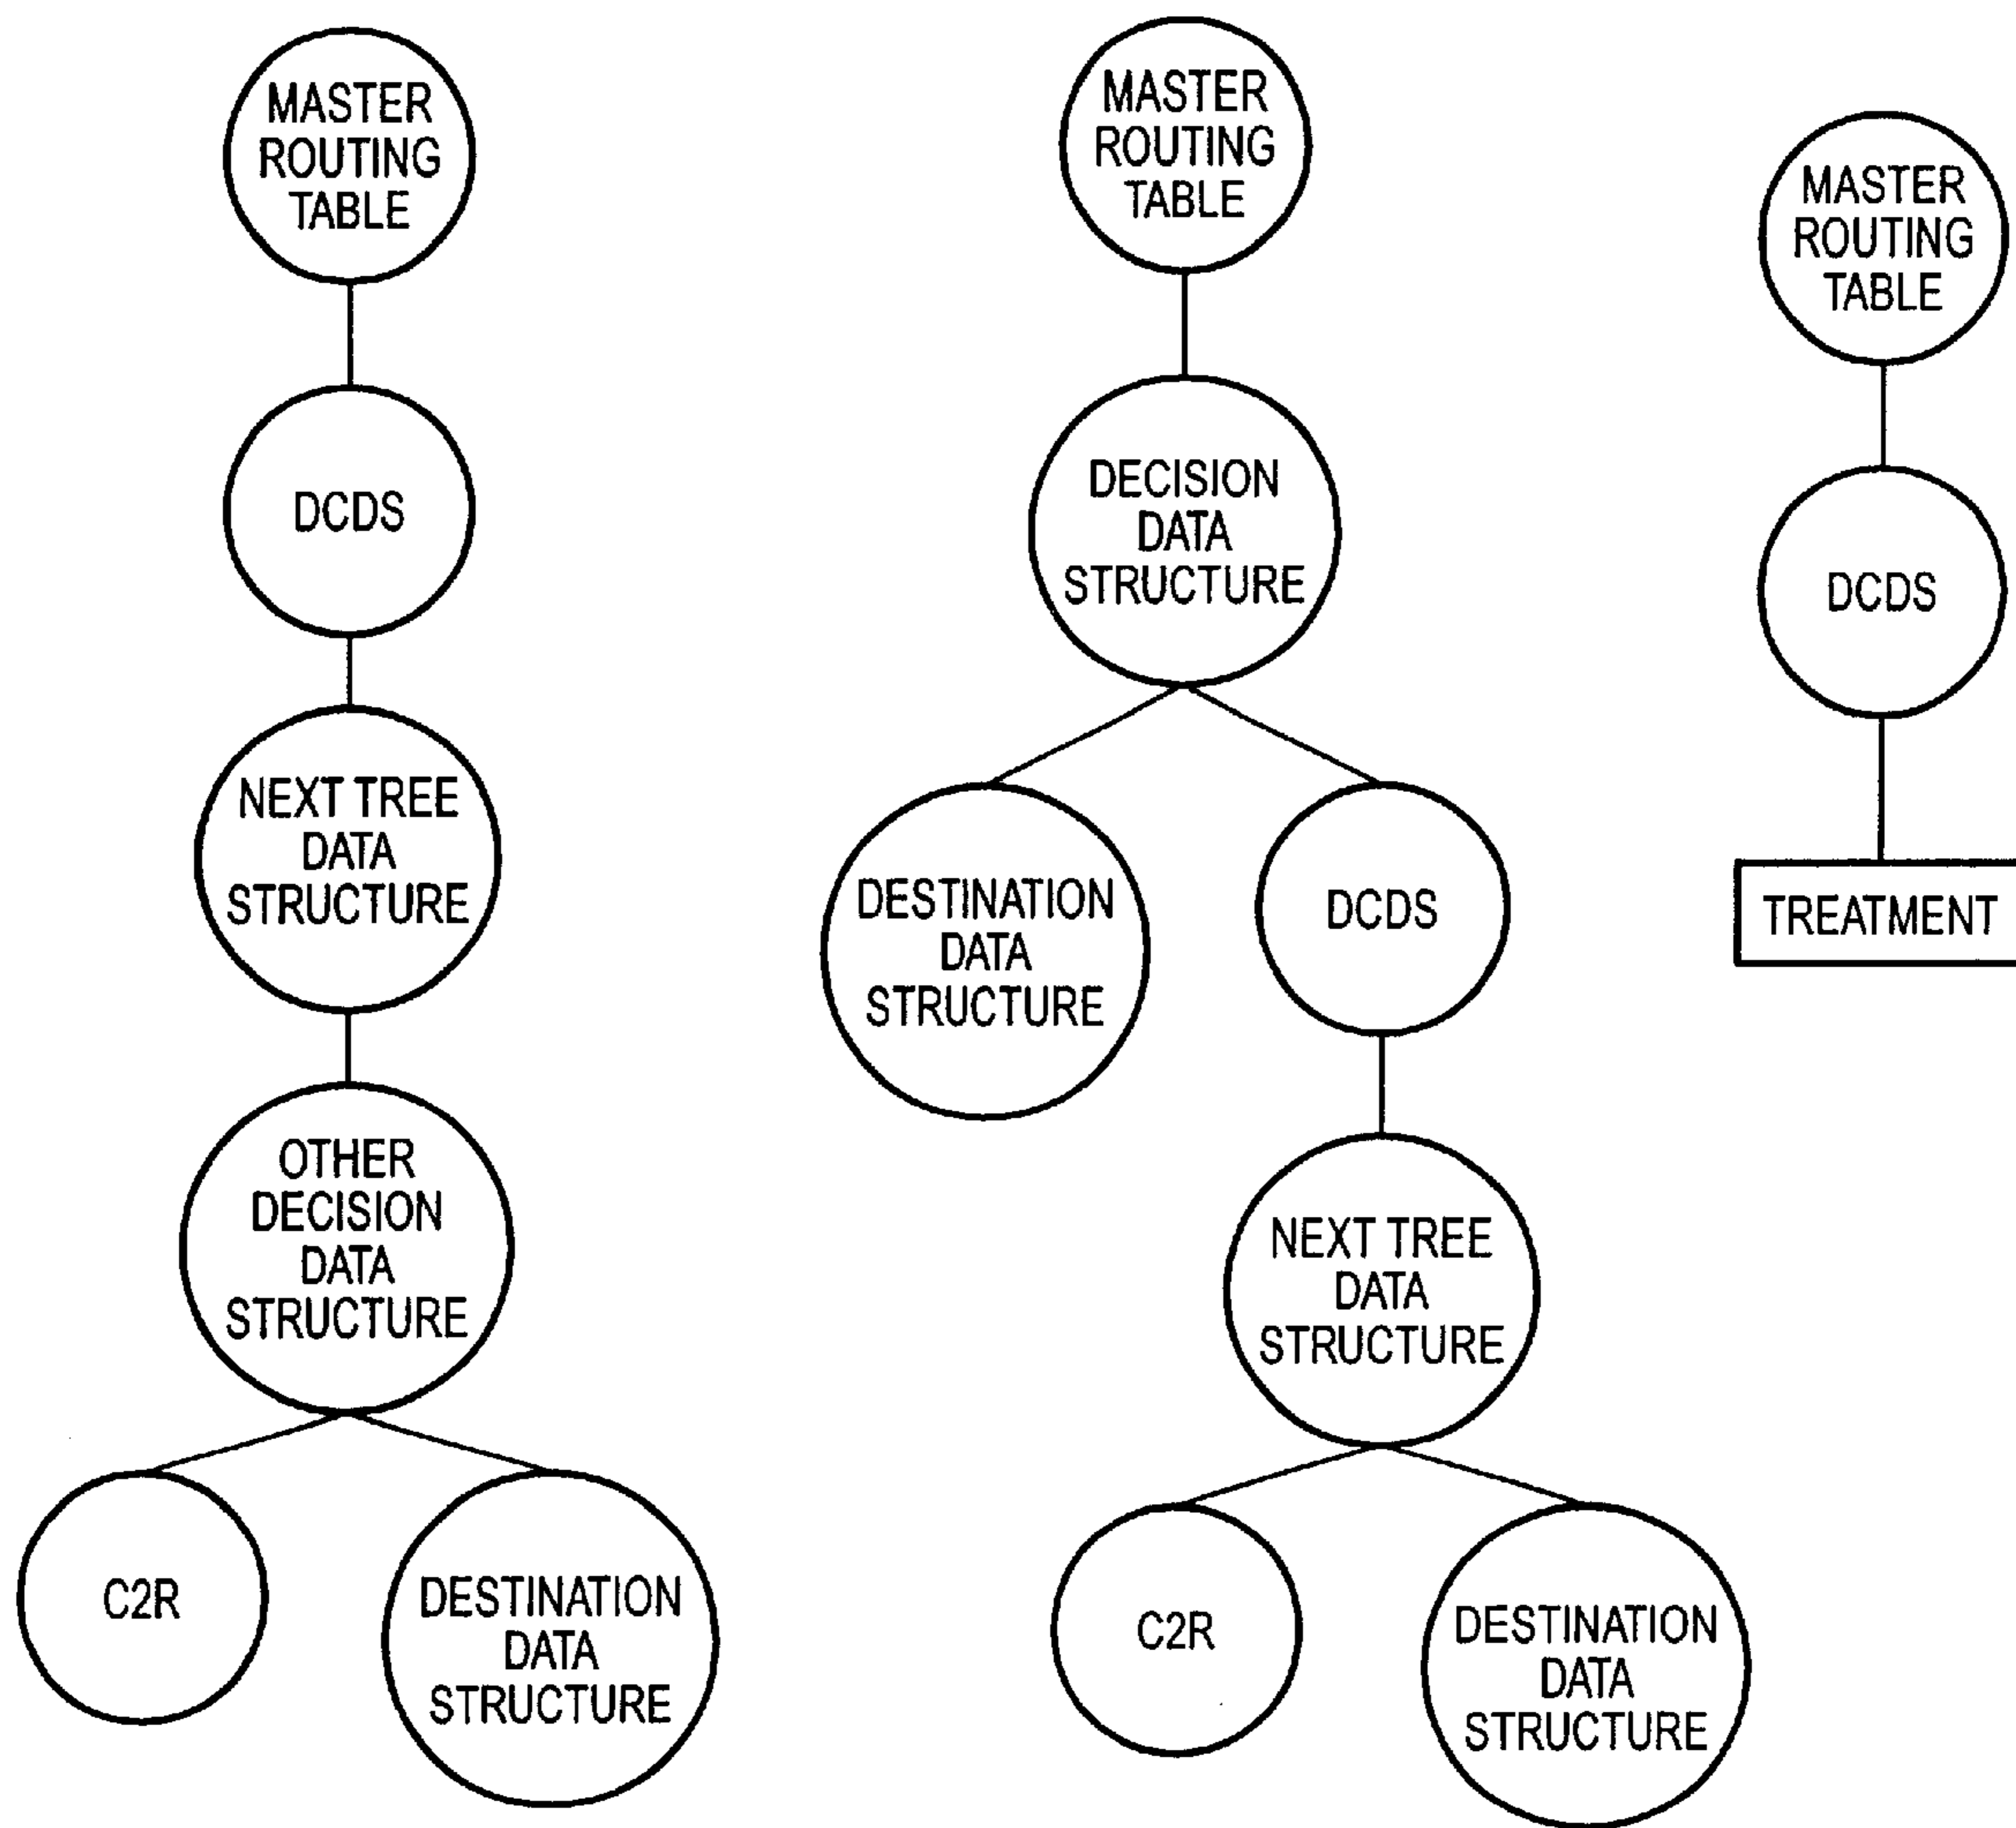 MASTER
ROUTING
TABLE
DCDS
NEXT TREE
DATA
STRUCTURE
OTHER
DECISION
DATA
STRUCTURE
C2R
DESTINATION
DATA
STRUCTURE
MASTER
ROUTING
TABLE
DECISION
DATA
STRUCTURE
DESTINATION
DATA
STRUCTURE
DCDS
NEXT TREE
DATA
STRUCTURE
C2R
DESTINATION
DATA
STRUCTURE
MASTER
ROUTING
TABLE
DCDS
TREATMENT